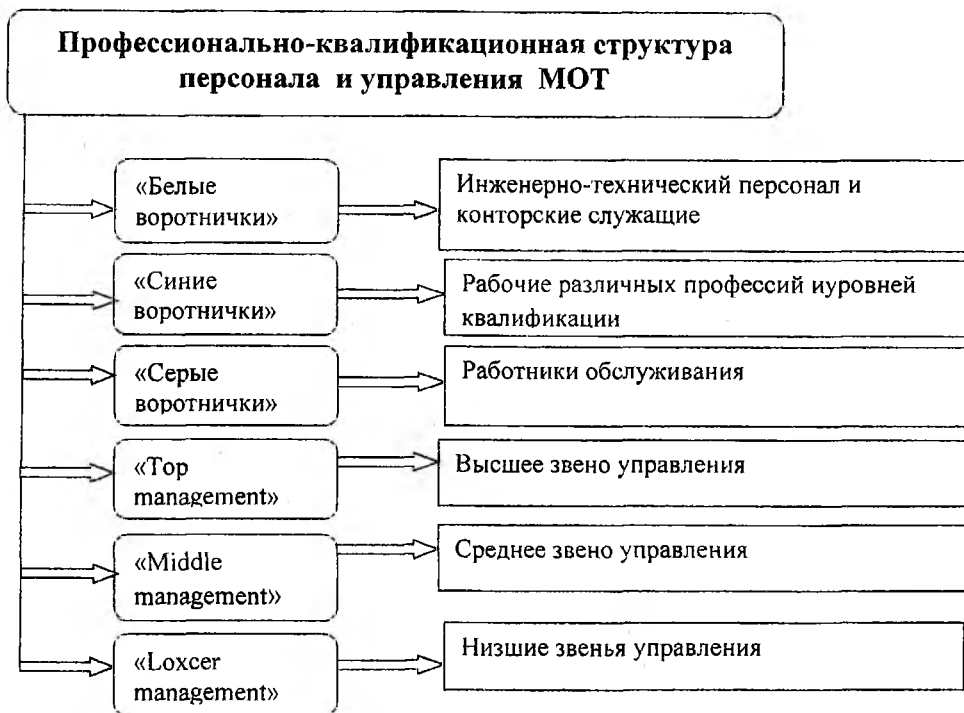 Профессионально-квалификационная структура
персонала и управления МОТ
«Белые
воротнички»
Инженерно-технический персонал и
конторские служащие
«Синие
воротнички»
Рабочие различных профессий иуровней
квалификации
«Серые
воротнички»
Работники обслуживания
«Top
management»
Высшее звено управления
«Middle
management»
Среднее звено управления
«Loxcer
management»
Низшие звенья управления